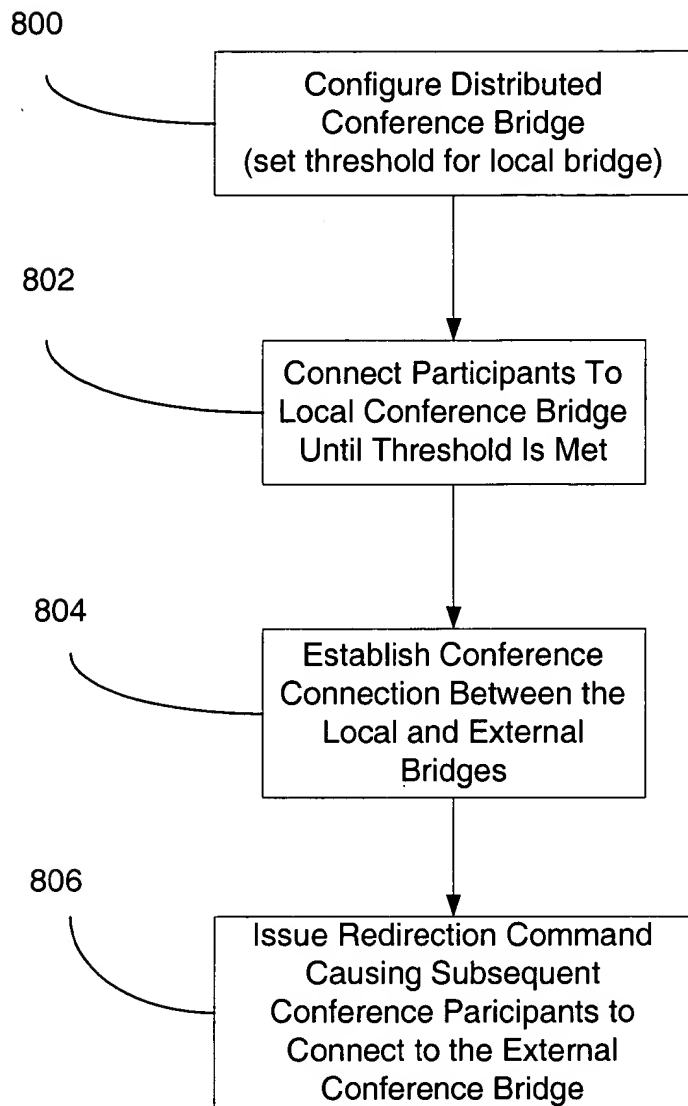 800
Configure Distributed
Conference Bridge
(set threshold for local bridge)
802
Connect Participants To
Local Conference Bridge
Until Threshold Is Met
804
Establish Conference
Connection Between the
Local and External
Bridges
806
Issue Redirection Command
Causing Subsequent
Conference Paricipants to
Connect to the External
Conference Bridge